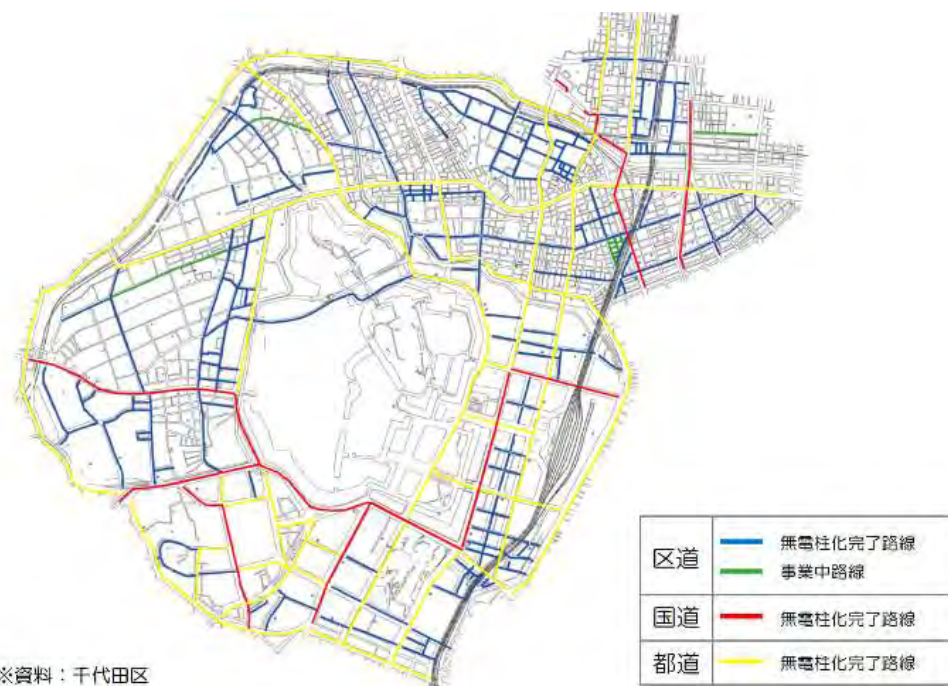 区道 無電柱化完了路線
事業中路線
国道 無電柱化完了路線
都道 無電柱化完了路線
※資料：千代田区